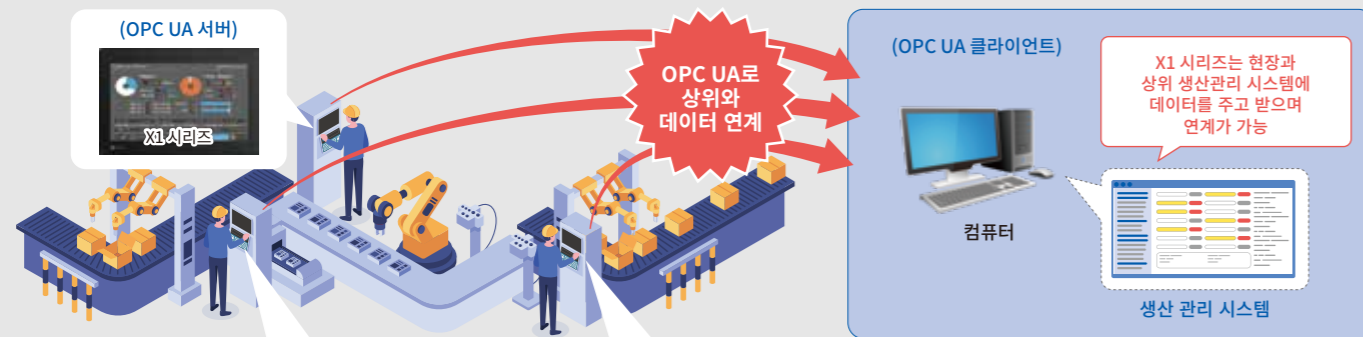 (OPC UA 서버)
X1 시리즈
OPC UA로
상위와
데이터 연계
(OPC UA 클라이언트)
X1 시리즈는 현장과
상위 생산관리 시스템에
데이터를 주고 받으며
연계가 가능
컴퓨터
생산 관리 시스템